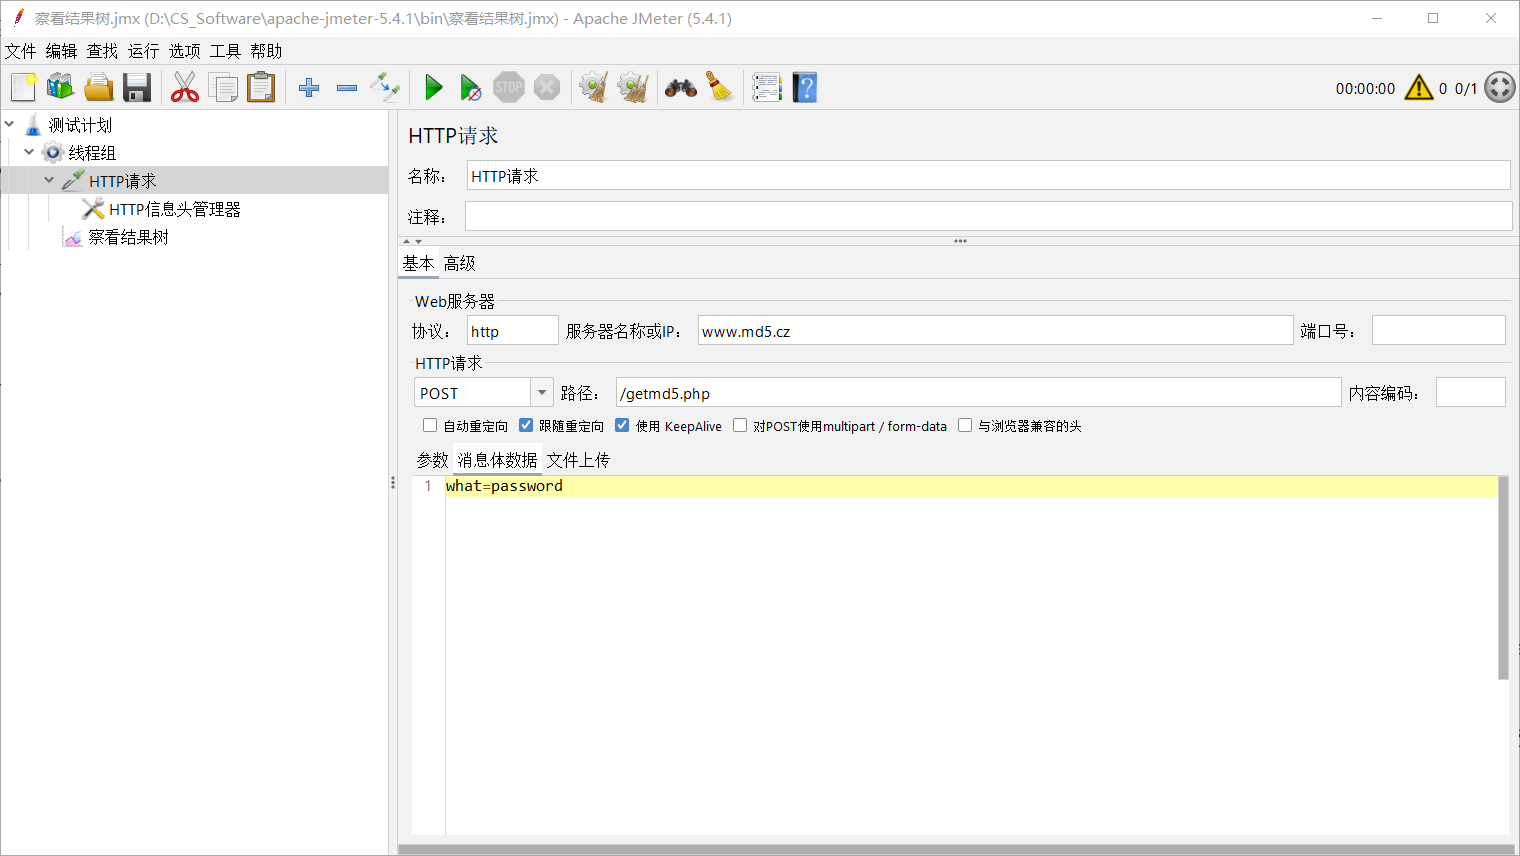 察看结果树.jmx (D:\CS_Software\apache-jmeter-5.4.1\bin\察看结果树.jmx) - Apache JMeter (5.4.1)
文件 编辑 查找 运行 选项 工具 帮助
STOP
00:00:00 0 0/1
测试计划
线程组
HTTP请求
HTTP信息头管理器
察看结果树
HTTP请求
名称： HTTP请求
注释：
基本 高级
Web服务器
协议： http 服务器名称或IP： www.md5.cz 端口号：
HTTP请求
POST 路径： /getmd5.php 内容编码：
自动重定向 跟随重定向 使用 KeepAlive 对POST使用multipart / form-data 与浏览器兼容的头
参数 消息体数据 文件上传
1 what=password